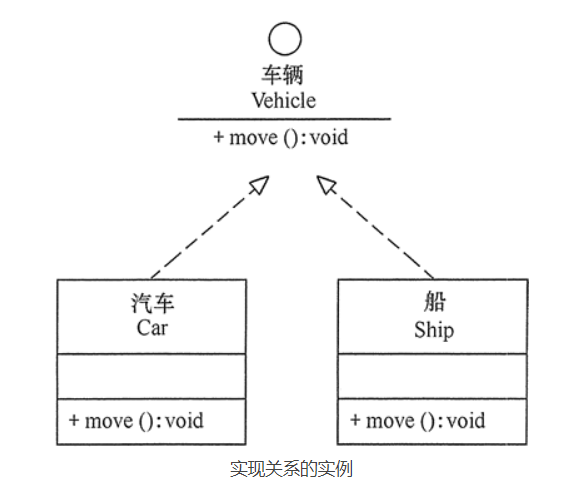 车辆
Vehicle
+ move ():void
汽车
Car
+ move ():void
船
Ship
+ move ():void
实现关系的实例